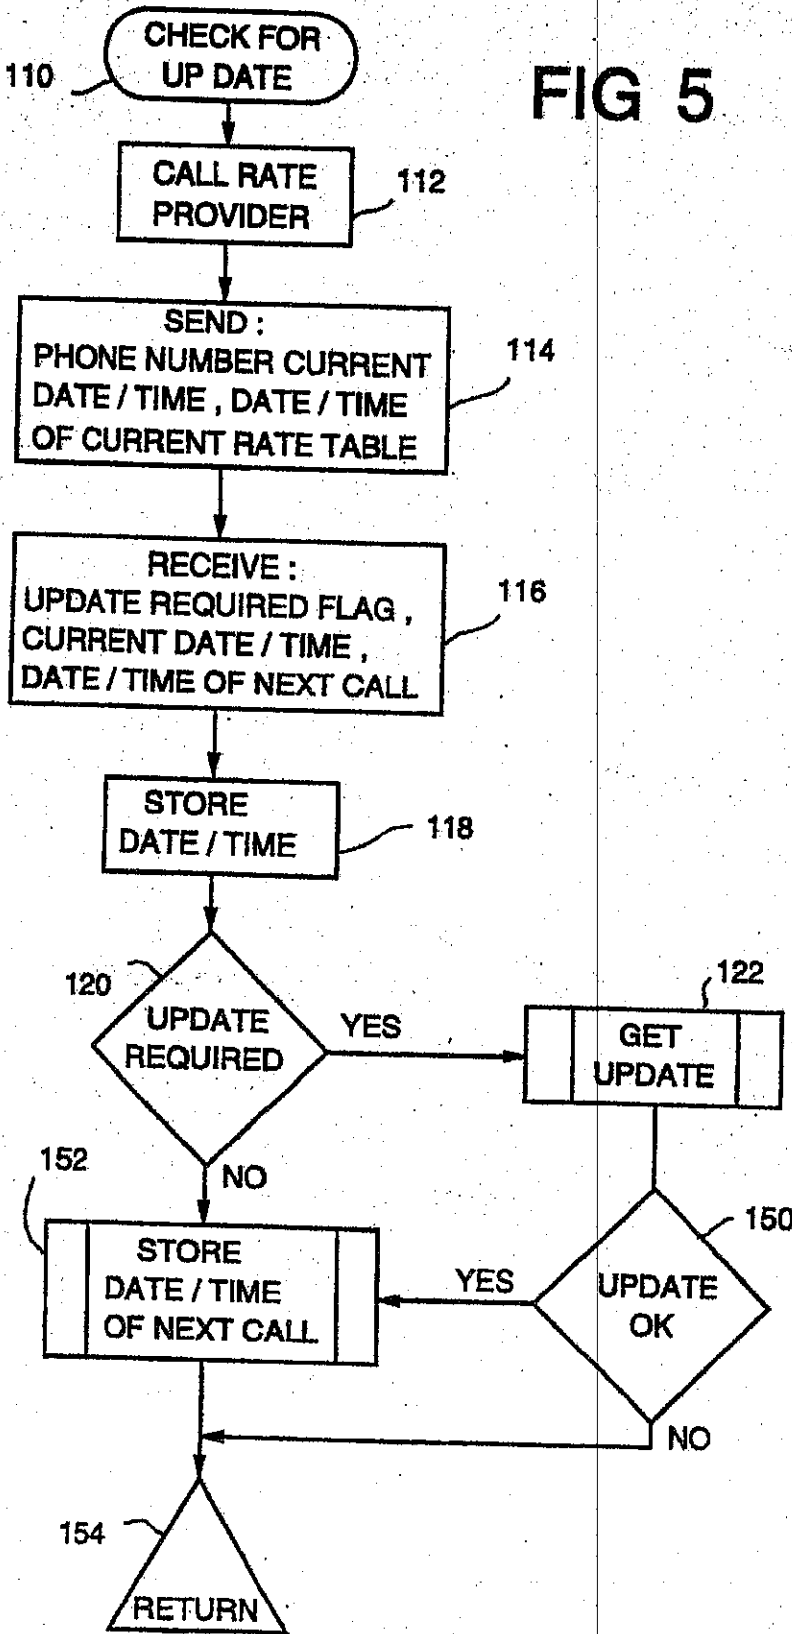 FIG 5
110
CHECK FOR
UP DATE
CALL RATE
PROVIDER
112
SEND :
PHONE NUMBER CURRENT
DATE / TIME , DATE / TIME
OF CURRENT RATE TABLE
114
RECEIVE :
UPDATE REQUIRED FLAG ,
CURRENT DATE / TIME ,
DATE / TIME OF NEXT CALL
116
STORE
DATE / TIME
118
120
UPDATE
REQUIRED
YES
122
GET
UPDATE
NO
152
STORE
DATE / TIME
OF NEXT CALL
YES
150
UPDATE
OK
NO
154
RETURN